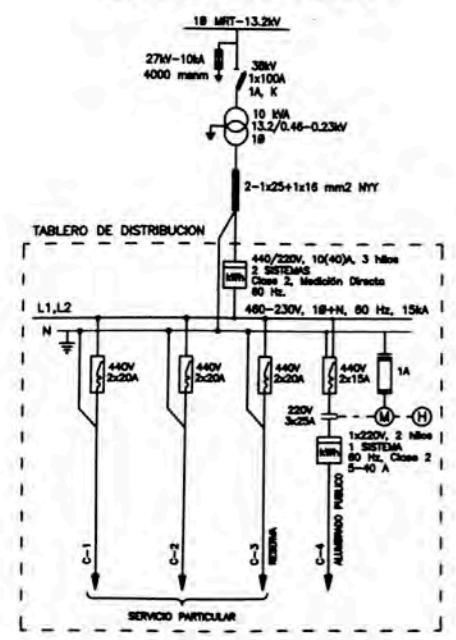 1Ø MRT-13.2kV
27kV-10kA
4000 msnm
38kV
1x100A
1A, K
10 kVA
13.2/0.46-0.23kV
1Ø
2-1x25+1x16 mm2 NYY
TABLERO DE DISTRIBUCION
440/220V, 10(40)A, 3 hilos
2 SISTEMAS
Clase 2, Medición Directa
60 Hz.
kWh
L1,L2
460-230V, 1Ø+N, 60 Hz, 15kA
N
440V
2x20A
440V
2x20A
440V
2x20A
440V
2x15A
1A
220V
3x25A
M
H
kWh
1x220V, 2 hilos
1 SISTEMA
60 Hz, Clase 2
5-40 A
C-1
C-2
C-3
RESERVA
C-4
ALUMBRADO PUBLICO
SERVICIO PARTICULAR